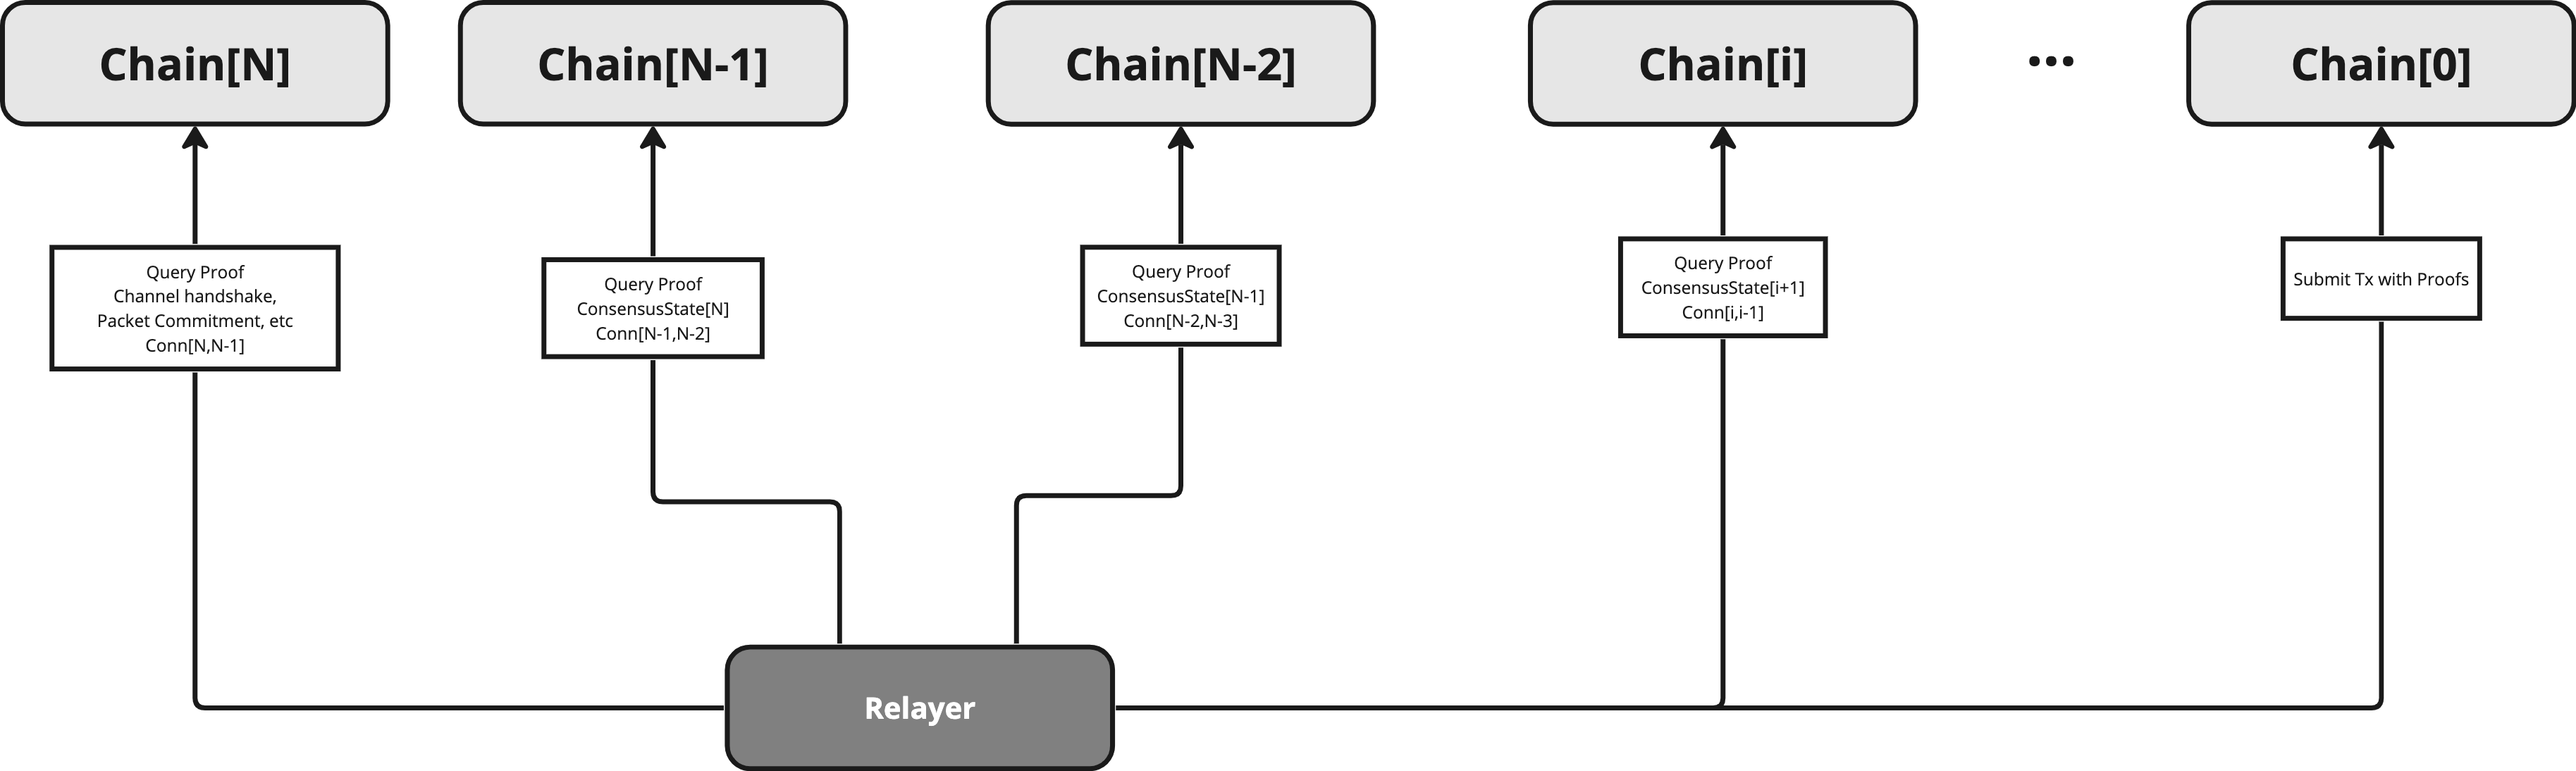 Chain[N]
Chain[N-1]
Chain[N-2]
Chain[i]
...
Chain[0]
Query Proof
Channel handshake,
Packet Commitment, etc
Conn[N,N-1]
Query Proof
ConsensusState[N]
Conn[N-1,N-2]
Query Proof
ConsensusState[N-1]
Conn[N-2,N-3]
Query Proof
ConsensusState[i+1]
Conn[i,i-1]
Submit Tx with Proofs
Relayer